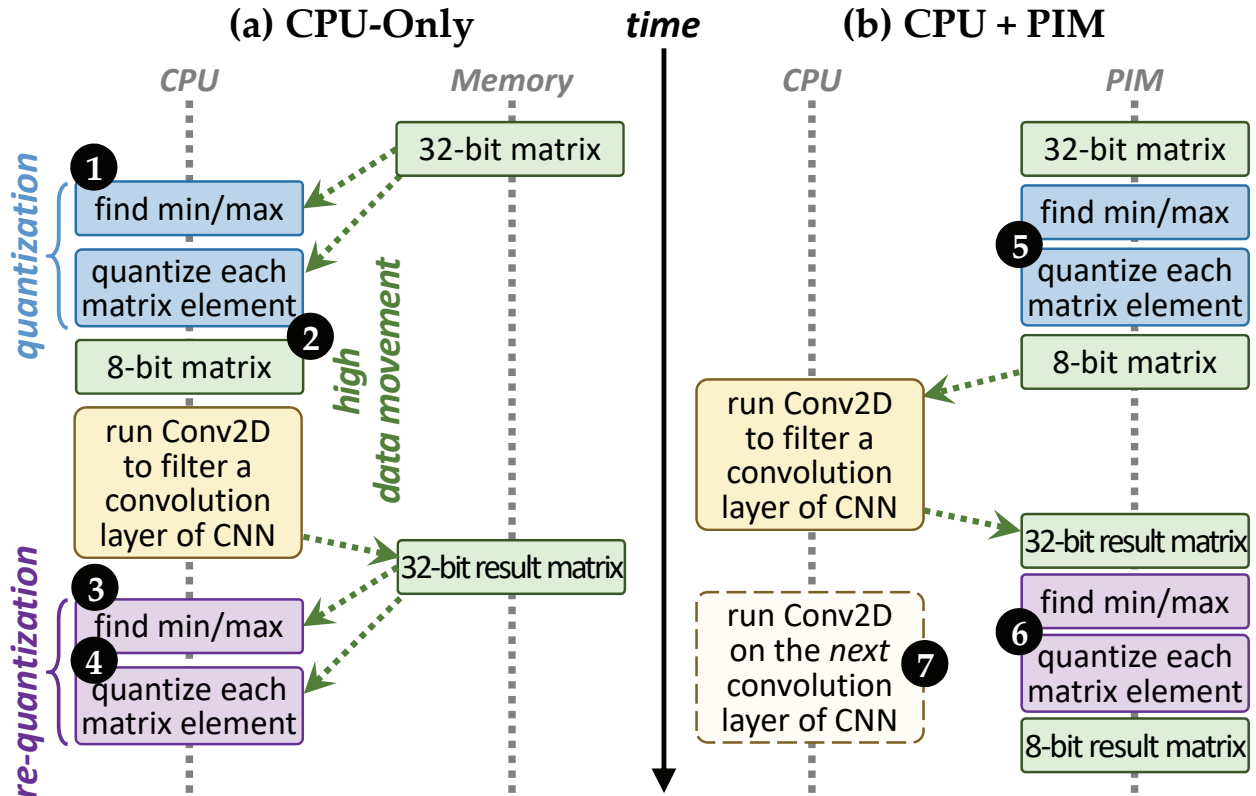 (a) CPU-Only
time
(b) CPU + PIM
CPU
Memory
CPU
PIM
quantization
1
find min/max
quantize each
matrix element
2
8-bit matrix
32-bit matrix
high
data movement
run Conv2D
to filter a
convolution
layer of CNN
32-bit result matrix
re-quantization
3
find min/max
4
quantize each
matrix element
32-bit matrix
find min/max
5
quantize each
matrix element
8-bit matrix
run Conv2D
to filter a
convolution
layer of CNN
32-bit result matrix
find min/max
6
quantize each
matrix element
8-bit result matrix
run Conv2D
on the next
convolution
layer of CNN
7